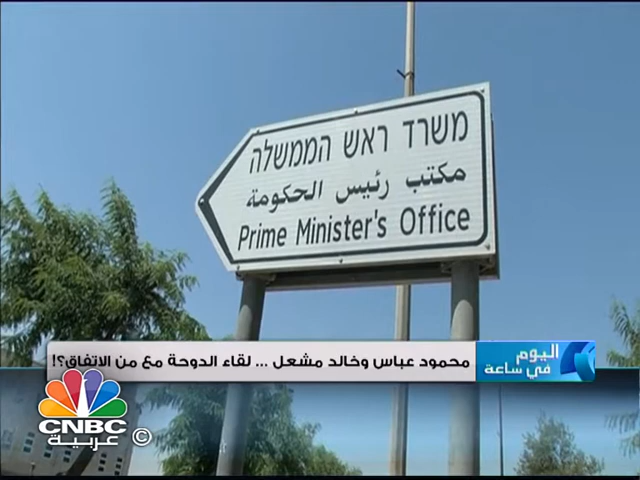 משרד ראש הממשלה
مكتب رئيس الحكومة
Prime Minister's Office
محمود عباس وخالد مشعل ... لقاء الدوحة مع من الاتفاق؟!
اليوم
في ساعة
CNBC
عربية ©